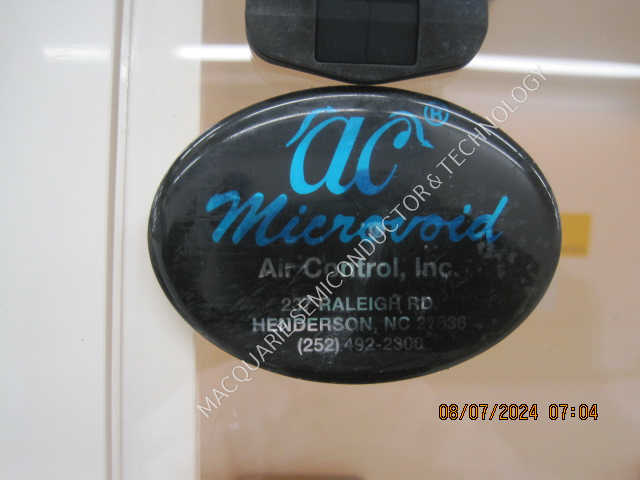 ac®
Microvoid
Air Control, Inc.
RALEIGH RD
HENDERSON, NC
(252) 492-2300
MACQUARIE SEMICONDUCTOR & TECHNOLOGY
08/07/2024 07:04